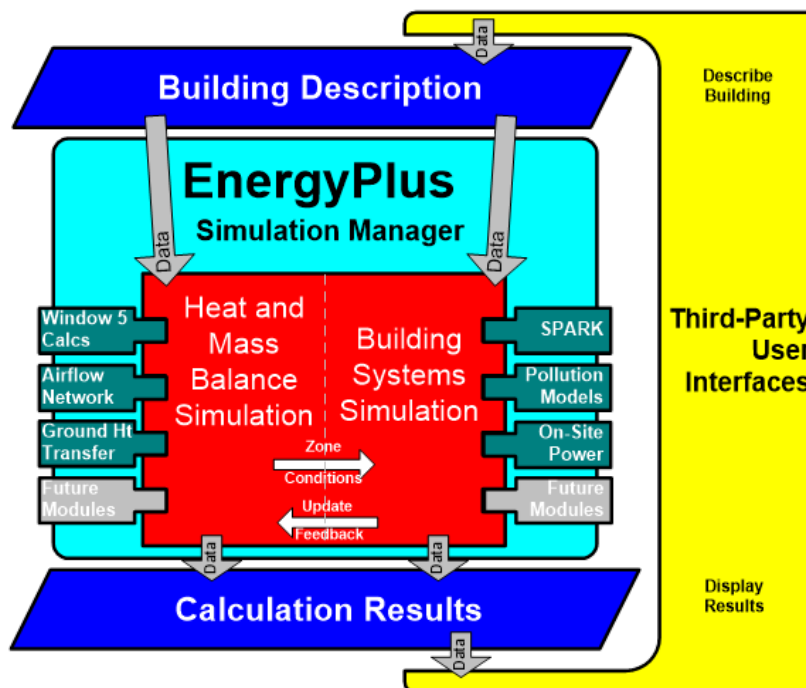 Data
Building Description
Describe
Building
EnergyPlus
Simulation Manager
Data
Data
Heat and
Mass
Balance
Simulation
Building
Systems
Simulation
Window 5
Calcs
Airflow
Network
Ground Ht
Transfer
Future
Modules
SPARK
Pollution
Models
On-Site
Power
Future
Modules
Zone
Conditions
Update
Feedback
Third-Party
User
Interfaces
Data
Data
Calculation Results
Display
Results
Data